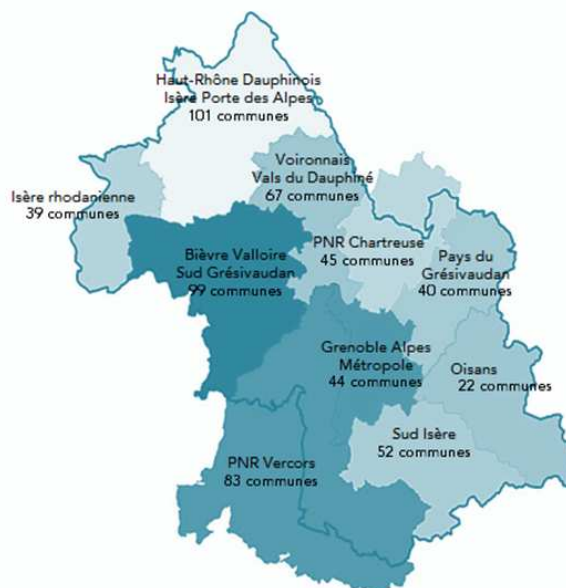 Haut-Rhône Dauphinois
Isère Porte des Alpes
101 communes
Voironnais
Vals du Dauphiné
67 communes
Isère rhodanienne
39 communes
Bièvre Valloire
Sud Grésivaudan
99 communes
PNR Chartreuse
45 communes
Pays du
Grésivaudan
40 communes
Grenoble Alpes
Métropole
44 communes
Oisans
22 communes
Sud Isère
52 communes
PNR Vercors
83 communes